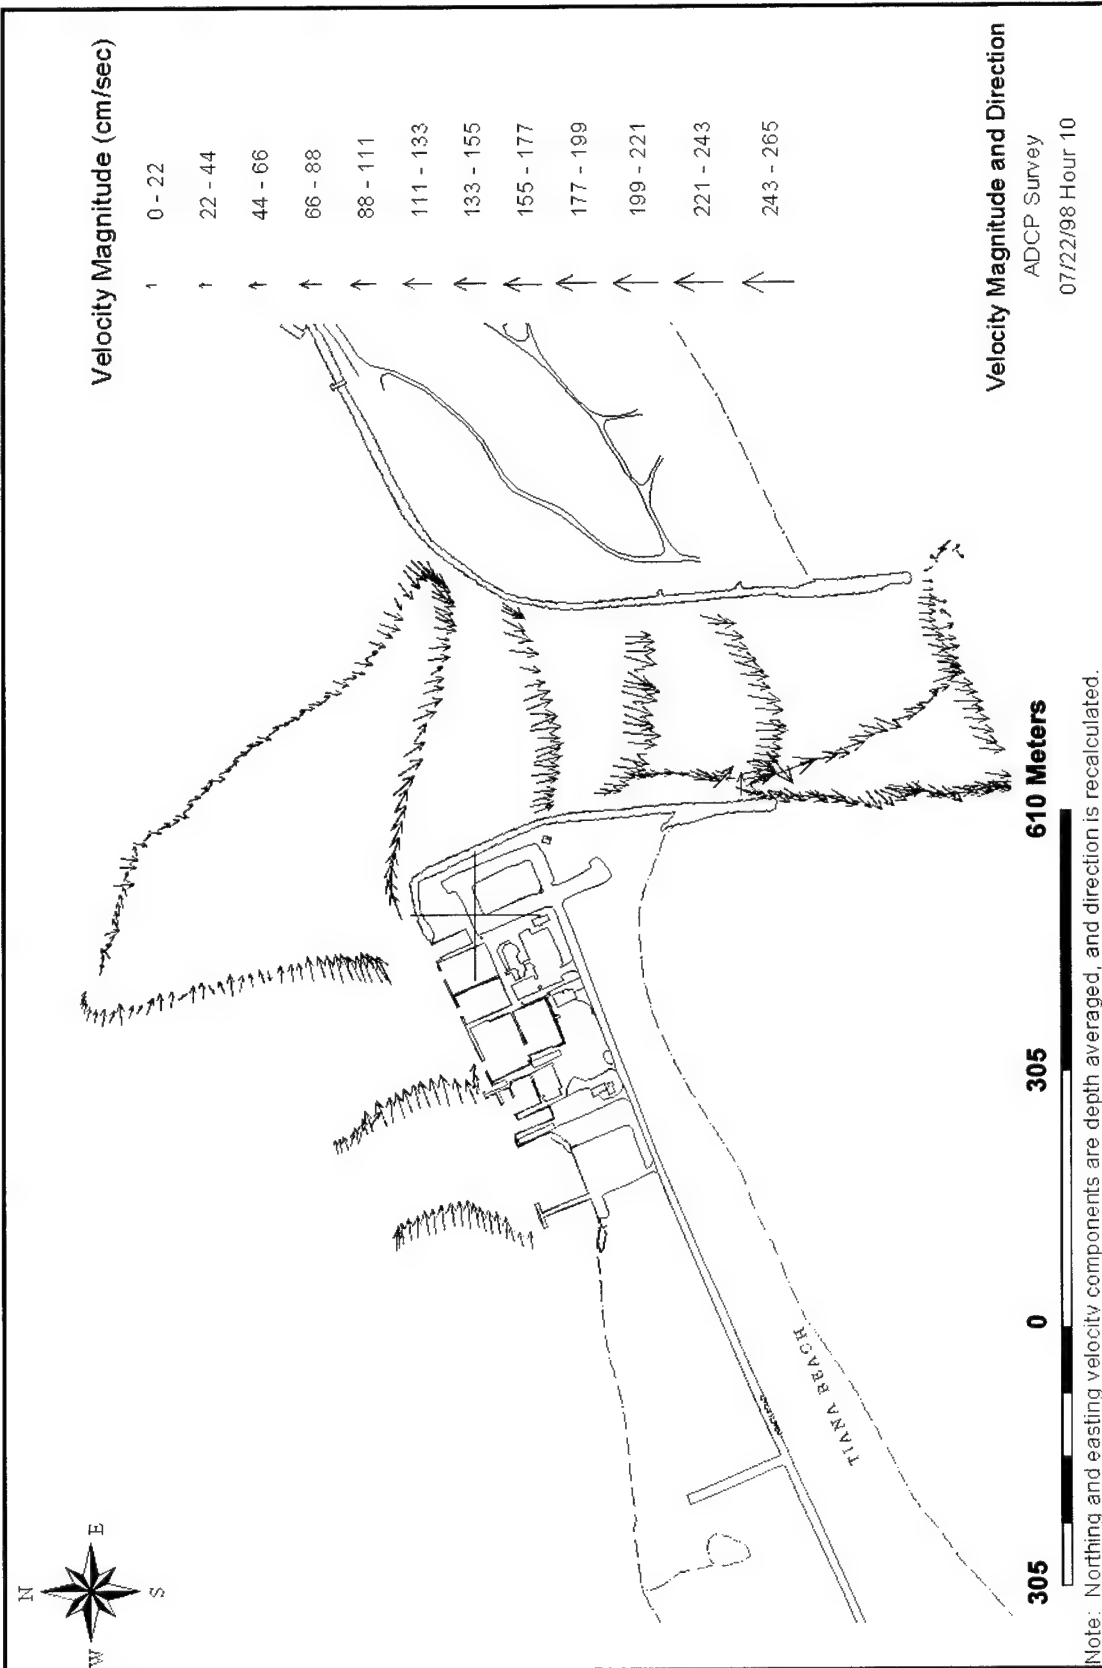 N
W
E
S
Velocity Magnitude (cm/sec)
0 - 22
22 - 44
44 - 66
66 - 88
88 - 111
111 - 133
133 - 155
155 - 177
177 - 199
199 - 221
221 - 243
243 - 265
TIANA BEACH
305
0
305
610 Meters
Velocity Magnitude and Direction
ADCP Survey
07/22/98 Hour 10
Note: Northing and easting velocity components are depth averaged, and direction is recalculated.